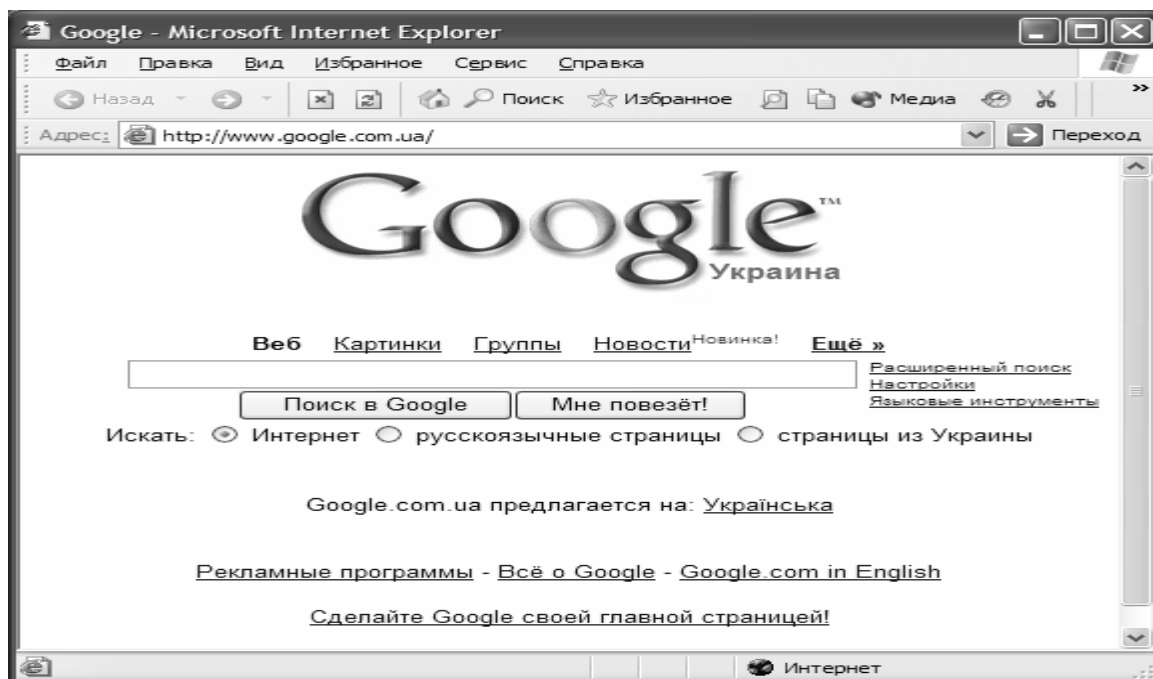 Google - Microsoft Internet Explorer
Файл Правка Вид Избранное Сервис Справка
Назад Поиск Избранное Медиа »
Адрес: http://www.google.com.ua/ Переход
Google™
Украина
Веб Картинки Группы Новости Новинка! Ещё »
Расширенный поиск
Настройки
Языковые инструменты
Поиск в Google Мне повезёт!
Искать: Интернет русскоязычные страницы страницы из Украины
Google.com.ua предлагается на: Українська
Рекламные программы - Всё о Google - Google.com in English
Сделайте Google своей главной страницей!
Интернет